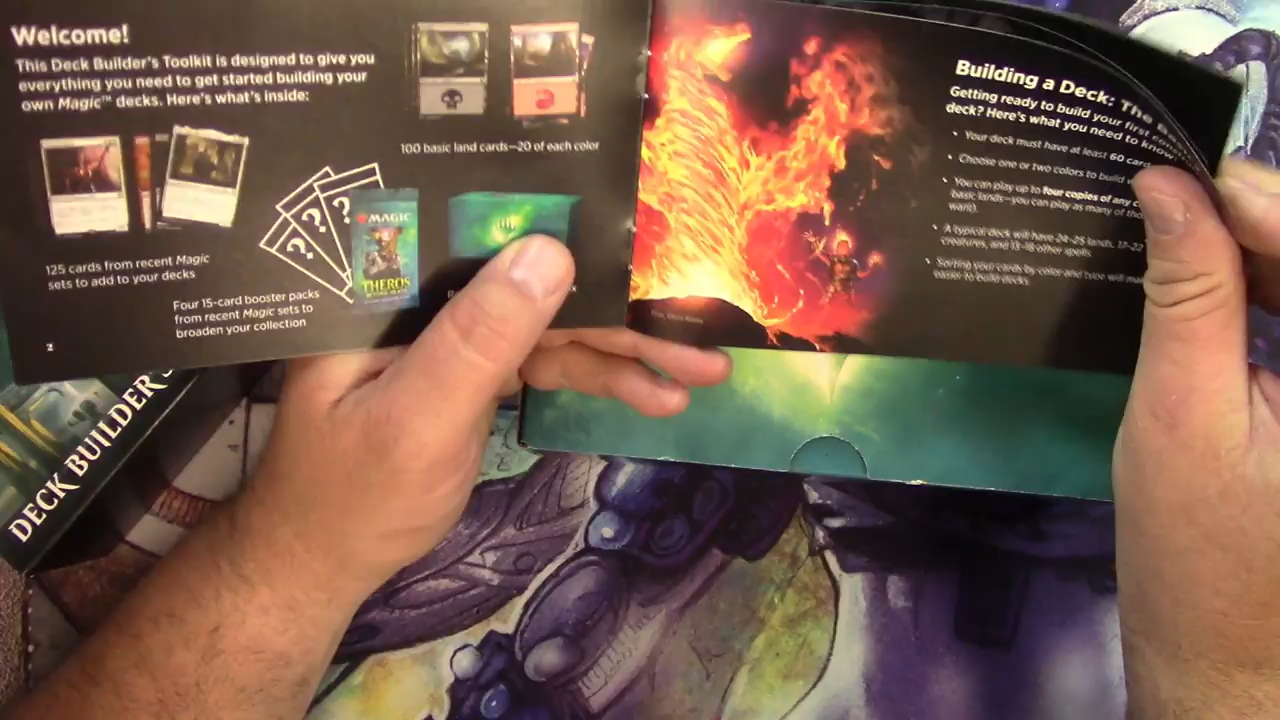 Welcome!
This Deck Builder's Toolkit is designed to give you
everything you need to get started building your
own Magic™ decks. Here's what's inside:
100 basic land cards—20 of each color
125 cards from recent Magic
sets to add to your decks
MAGIC
THEROS
Four 15-card booster packs
from recent Magic sets to
broaden your collection
2
Building a Deck: The
Getting ready to build your first
deck? Here's what you need to know
• Your deck must have at least 60
• Choose one or two colors to build
• You can play up to four copies of any
basic lands—you can play as many of
want).
• A typical deck will have 24–25 lands, 17–22
creatures, and 13–18 other spells.
• Sorting your cards by color and type will
easier to build decks.
DECK BUILDER'S